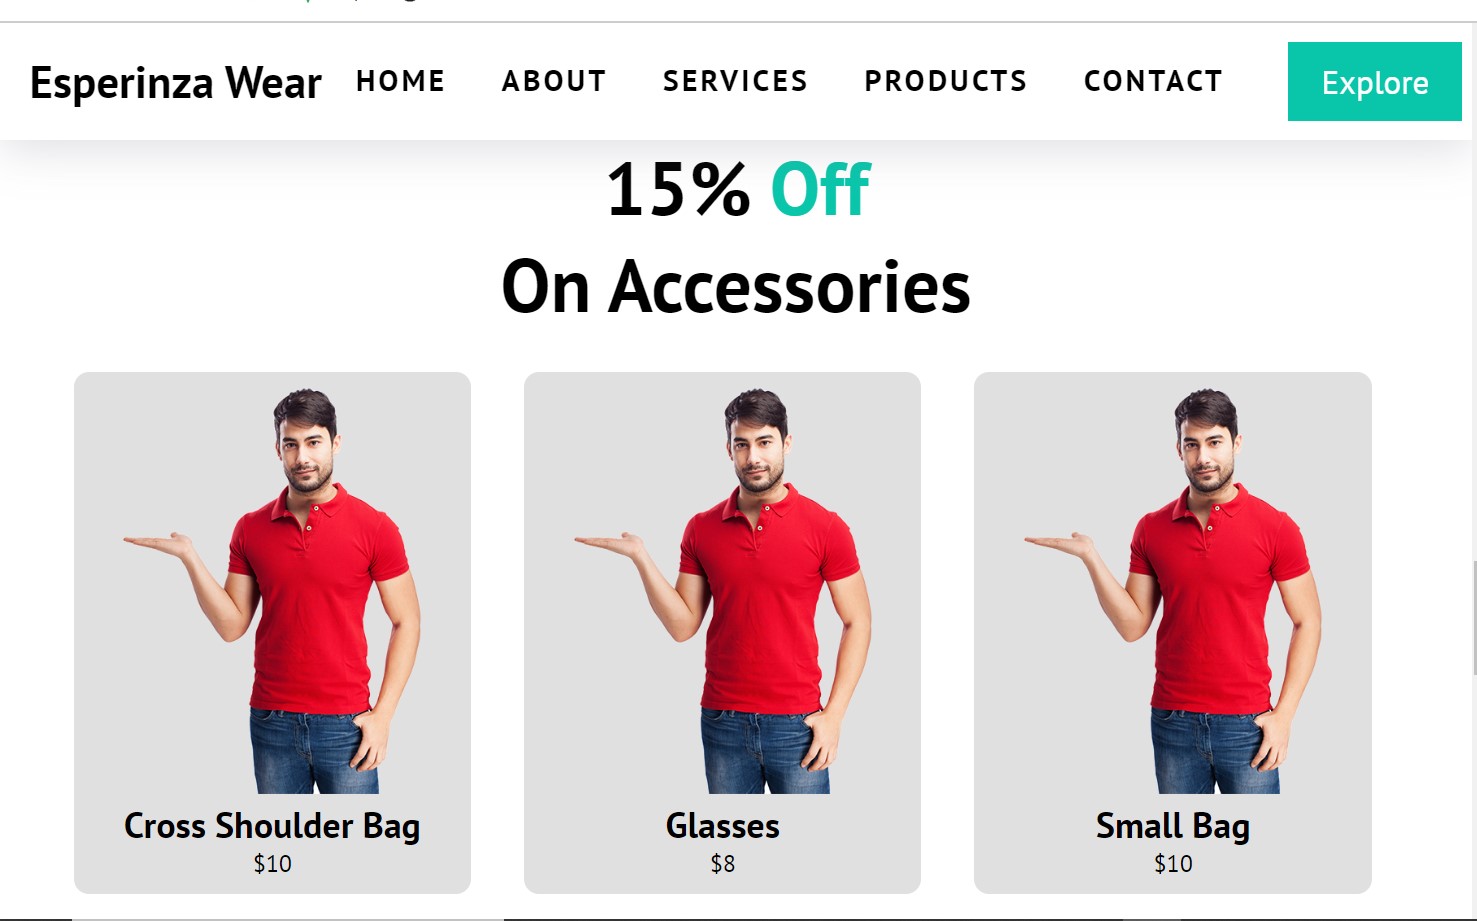 Esperinza Wear HOME ABOUT SERVICES PRODUCTS CONTACT Explore
15% Off
On Accessories
Cross Shoulder Bag Glasses Small Bag
$10 $8 $10